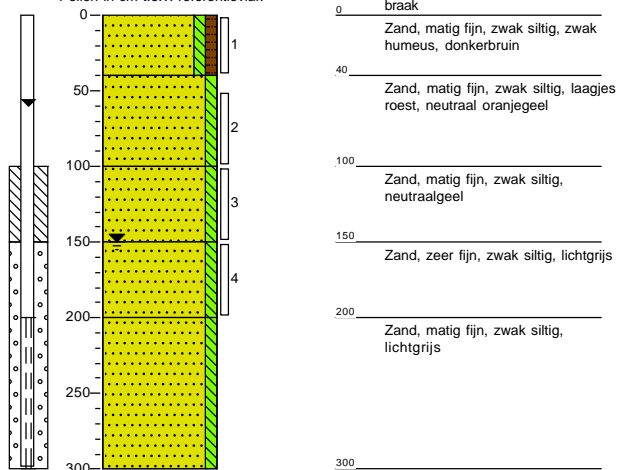 braak
0
0
Zand, matig fijn, zwak siltig, zwak
humeus, donkerbruin
1
40
50
Zand, matig fijn, zwak siltig, laagjes
roest, neutraal oranjegeel
2
100
100
Zand, matig fijn, zwak siltig,
neutraalgeel
3
150
150
Zand, zeer fijn, zwak siltig, lichtgrijs
4
200
200
Zand, matig fijn, zwak siltig,
lichtgrijs
250
300
300